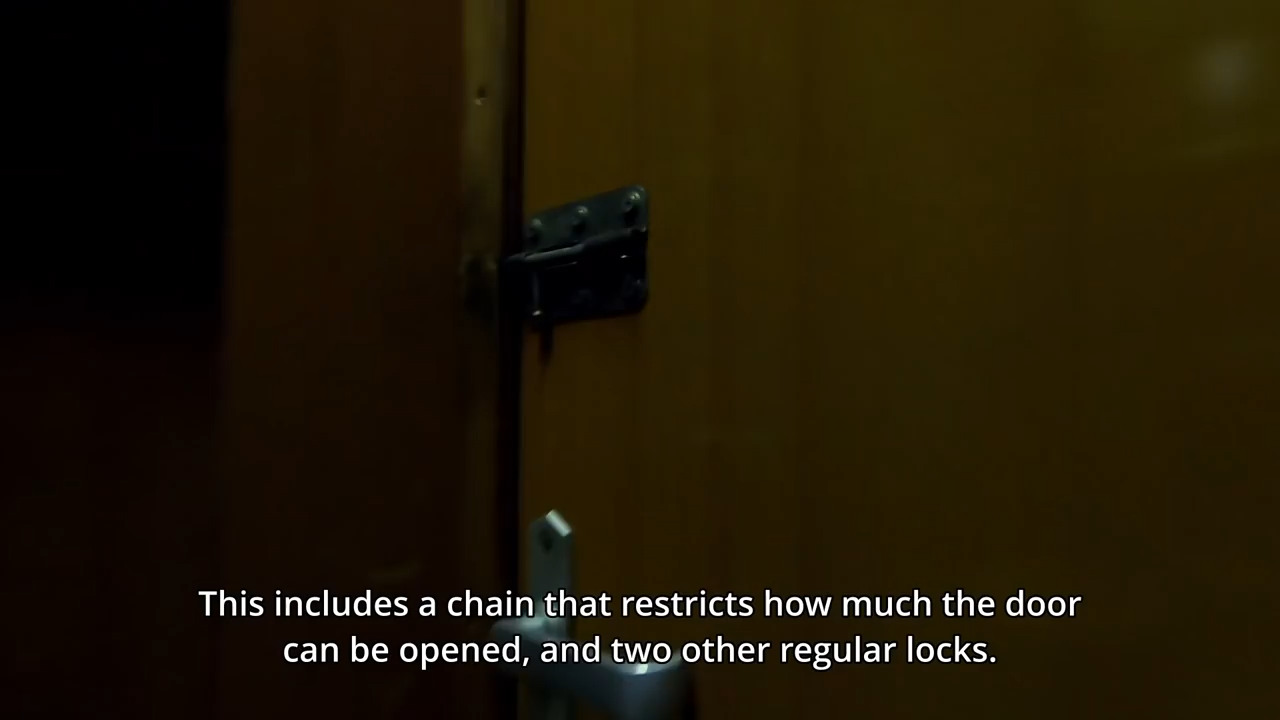 This includes a chain that restricts how much the door
can be opened, and two other regular locks.